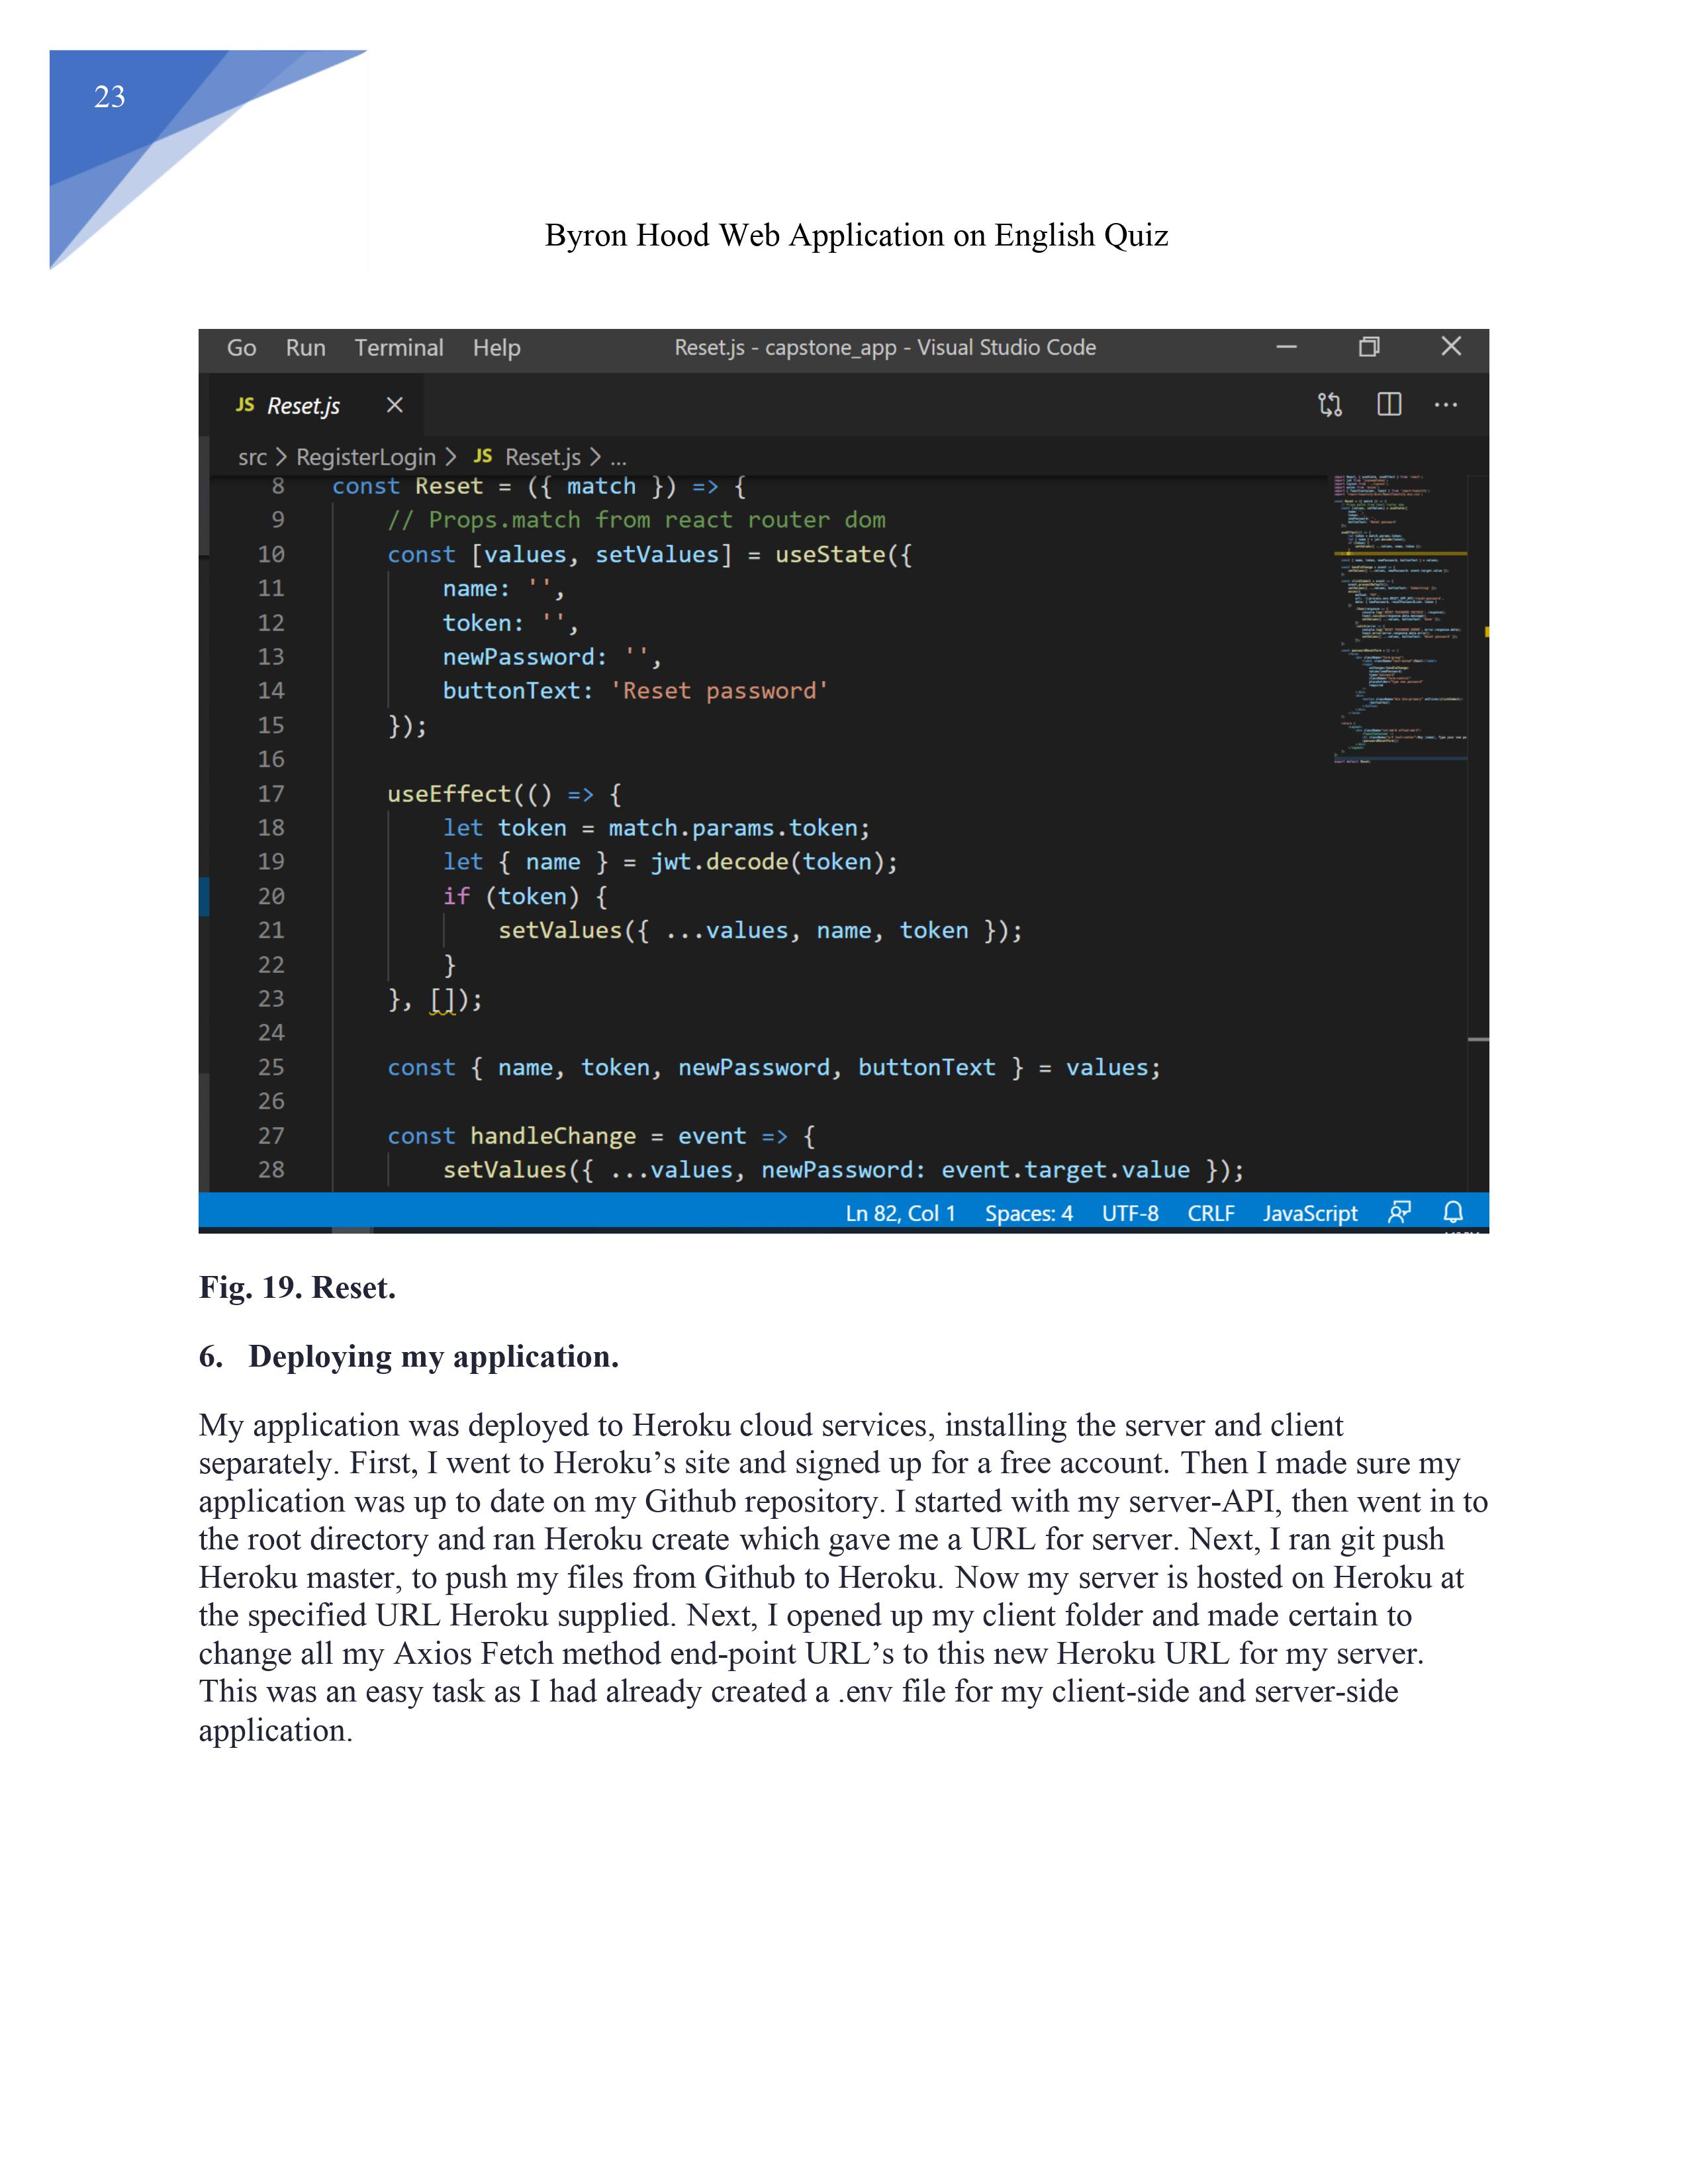 23
Byron Hood Web Application on English Quiz
Go Run Terminal Help Reset.js - capstone_app - Visual Studio Code
JS Reset.js
src > RegisterLogin > JS Reset.js > ...
8 const Reset = ({ match }) => {
9 // Props.match from react router dom
10 const [values, setValues] = useState({
11 name: '',
12 token: '',
13 newPassword: '',
14 buttonText: 'Reset password'
15 });
16
17 useEffect(() => {
18 let token = match.params.token;
19 let { name } = jwt.decode(token);
20 if (token) {
21 setValues({ ...values, name, token });
22 }
23 }, []);
24
25 const { name, token, newPassword, buttonText } = values;
26
27 const handleChange = event => {
28 setValues({ ...values, newPassword: event.target.value });
Ln 82, Col 1 Spaces: 4 UTF-8 CRLF JavaScript
Fig. 19. Reset.
6. Deploying my application.
My application was deployed to Heroku cloud services, installing the server and client
separately. First, I went to Heroku’s site and signed up for a free account. Then I made sure my
application was up to date on my Github repository. I started with my server-API, then went in to
the root directory and ran Heroku create which gave me a URL for server. Next, I ran git push
Heroku master, to push my files from Github to Heroku. Now my server is hosted on Heroku at
the specified URL Heroku supplied. Next, I opened up my client folder and made certain to
change all my Axios Fetch method end-point URL’s to this new Heroku URL for my server.
This was an easy task as I had already created a .env file for my client-side and server-side
application.